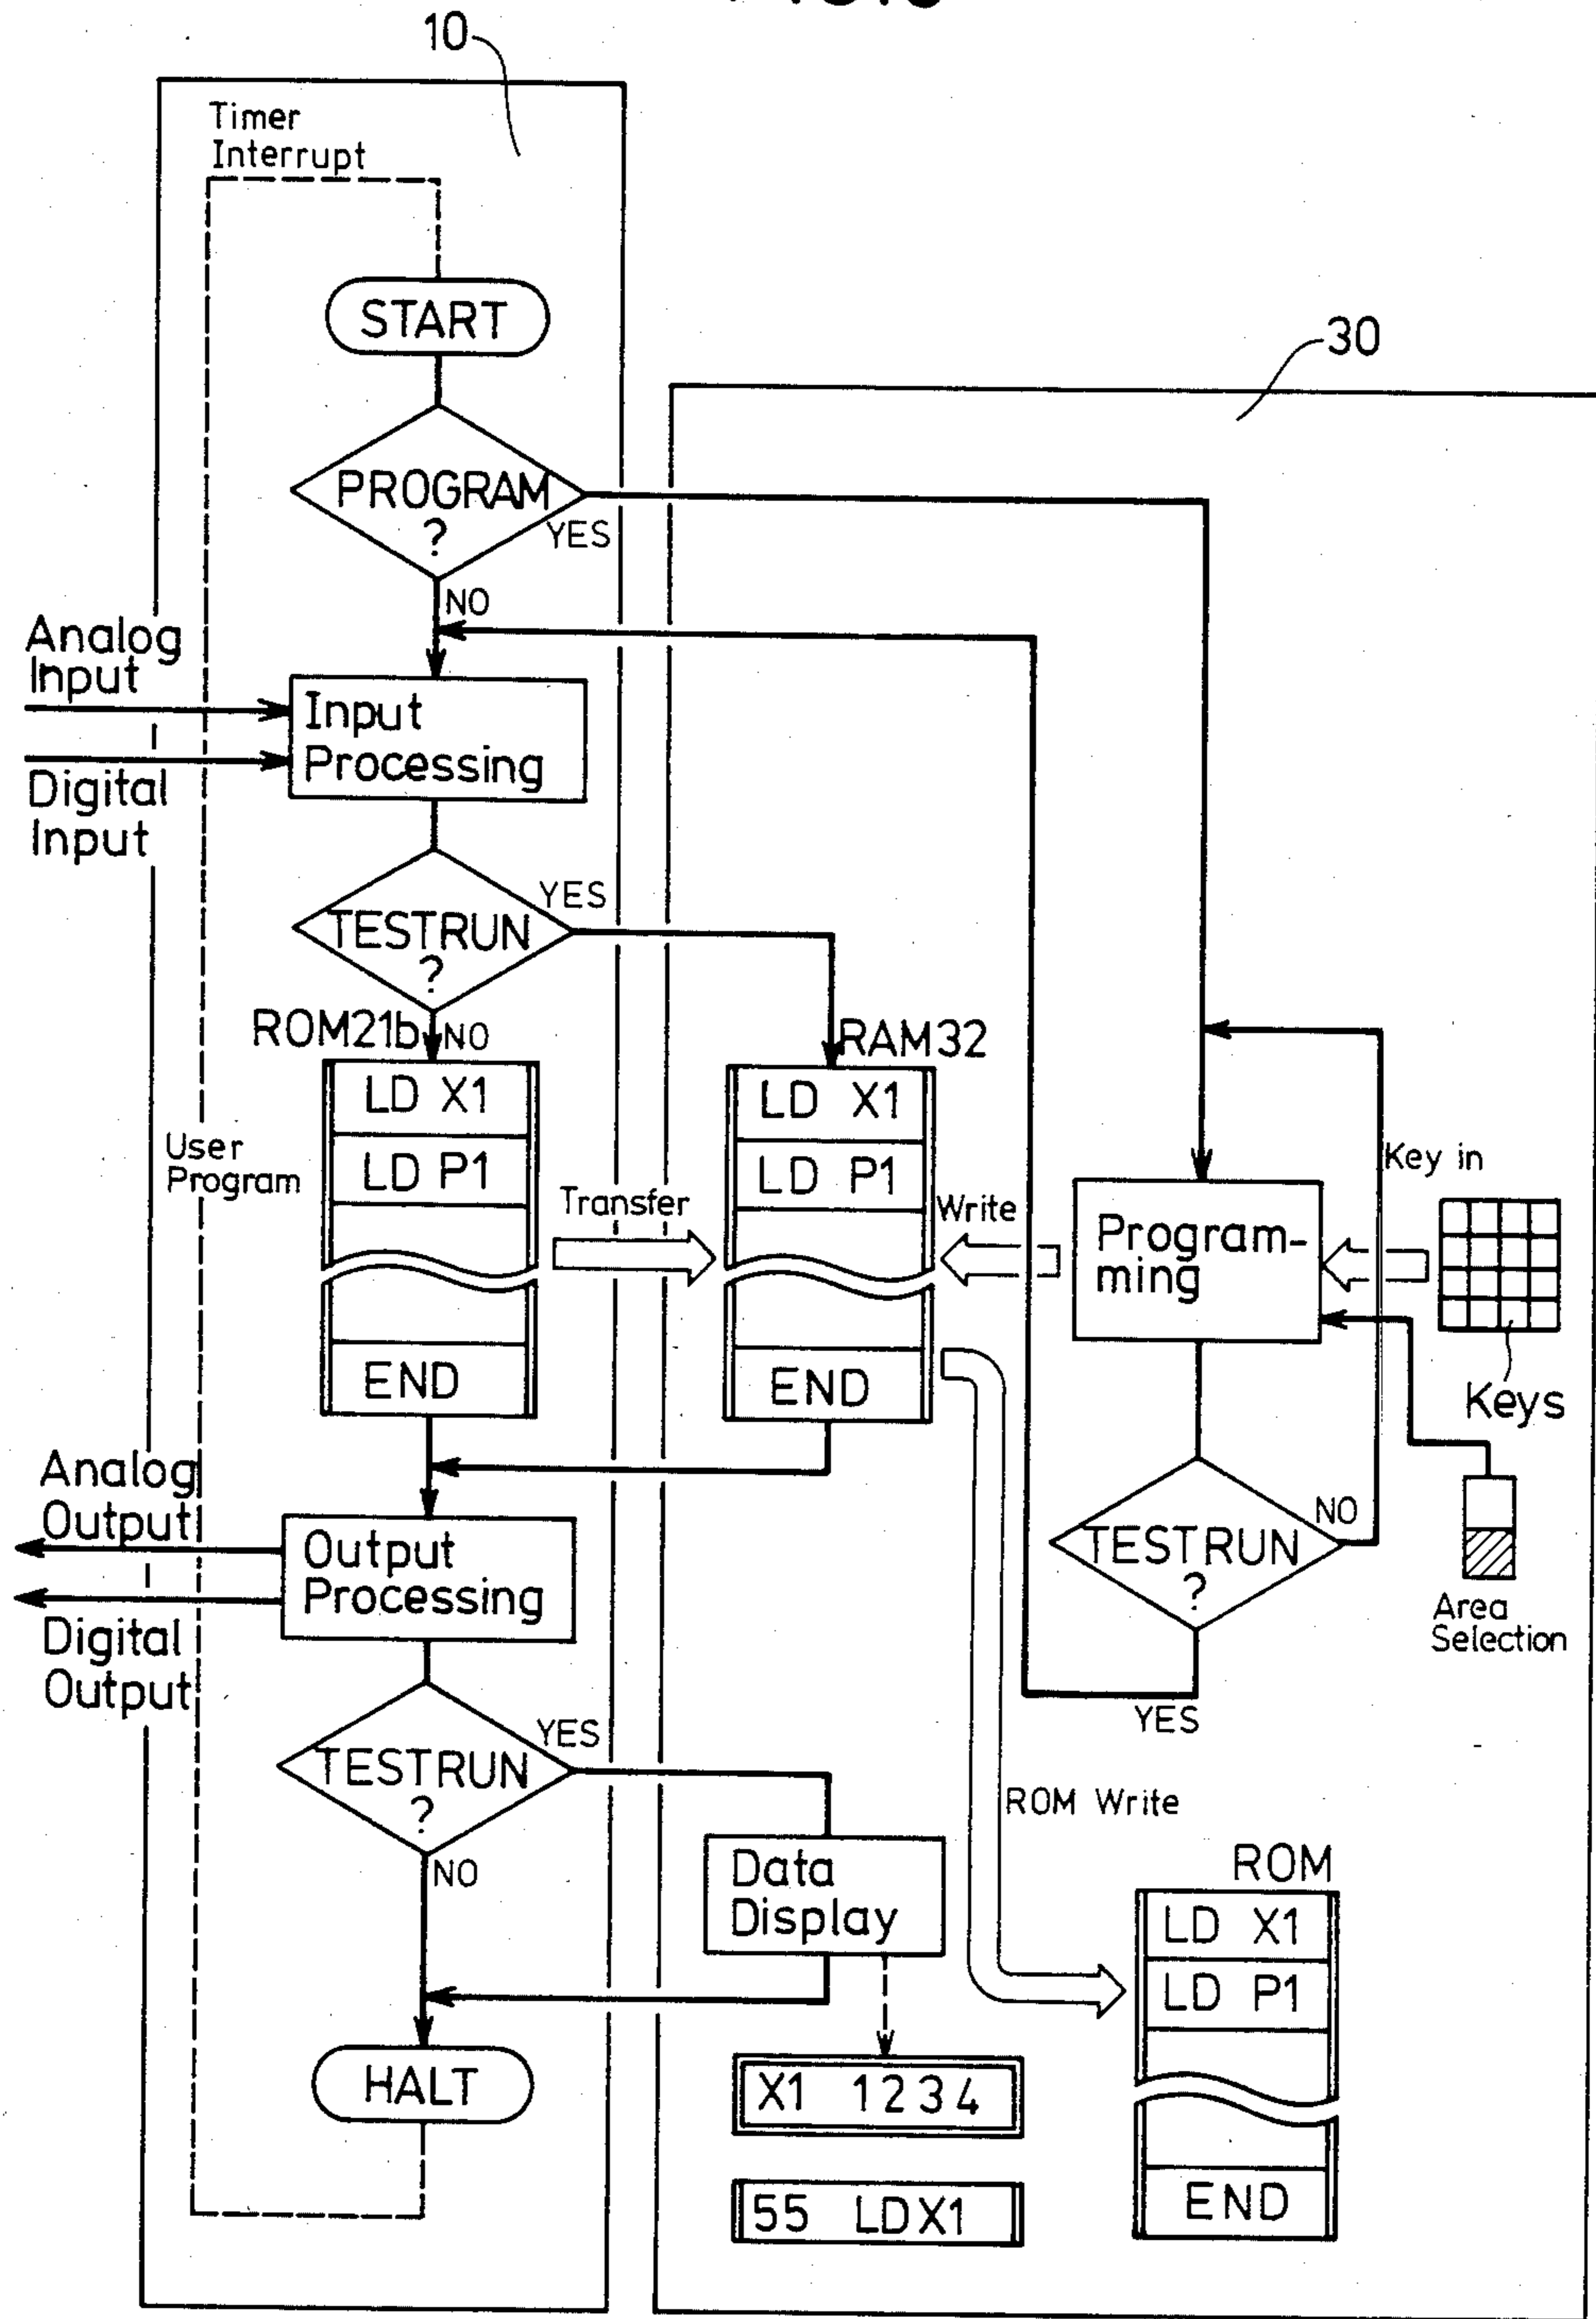 10
Timer
Interrupt
START
30
PROGRAM
?
YES
NO
Analog
Input
Input
Processing
Digital
Input
TESTRUN
?
YES
ROM21b
NO
RAM32
LD X1
LD P1
END
User
Program
Transfer
LD X1
LD P1
END
Write
Program-
ming
Key in
Keys
Analog
Output
Output
Processing
Digital
Output
TESTRUN
?
NO
YES
Area
Selection
TESTRUN
?
YES
NO
Data
Display
ROM Write
ROM
LD X1
LD P1
END
HALT
X1 1234
55 LDX1